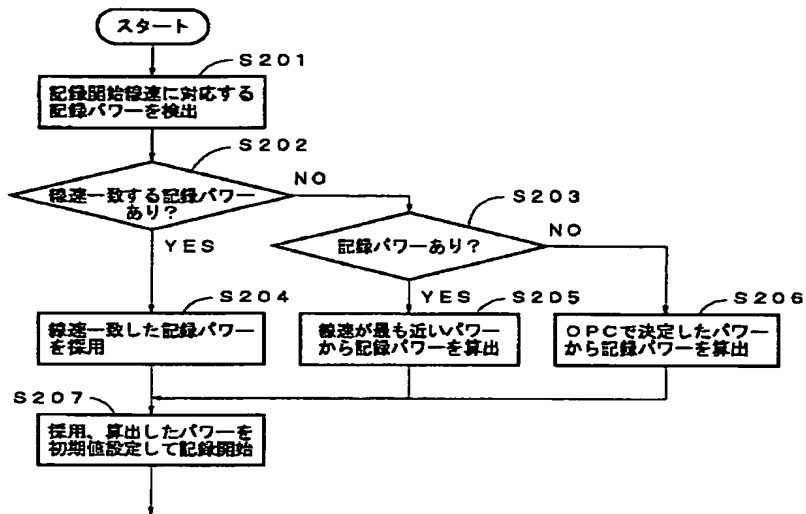 スタート
S201
記録開始線速に対応する
記録パワーを検出
S202
線速一致する記録パワー
あり？
NO
YES
S203
記録パワーあり？
NO
YES
S204
線速一致した記録パワー
を採用
S205
線速が最も近いパワー
から記録パワーを算出
S206
OPCで決定したパワー
から記録パワーを算出
S207
採用、算出したパワーを
初期値設定して記録開始